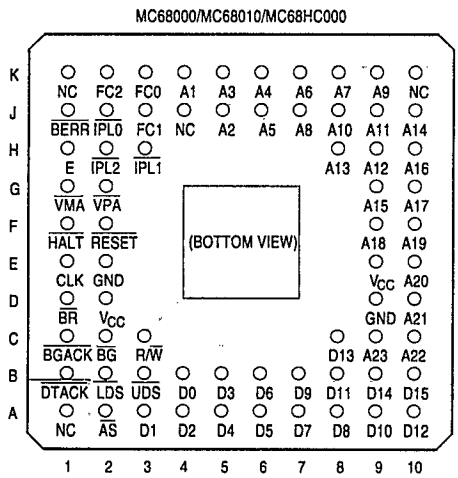 MC68000/MC68010/MC68HC000
K
NC FC2 FC0 A1 A3 A4 A6 A7 A9 NC
J
BERR IPL0 FC1 NC A2 A5 A8 A10 A11 A14
H
E IPL2 IPL1 A13 A12 A16
G
VMA VPA A15 A17
F
HALT RESET (BOTTOM VIEW) A18 A19
E
CLK GND VCC A20
D
BR VCC GND A21
C
BGACK BG R/W D13 A23 A22
B
DTACK LDS UDS D0 D3 D6 D9 D11 D14 D15
A
NC AS D1 D2 D4 D5 D7 D8 D10 D12
1 2 3 4 5 6 7 8 9 10